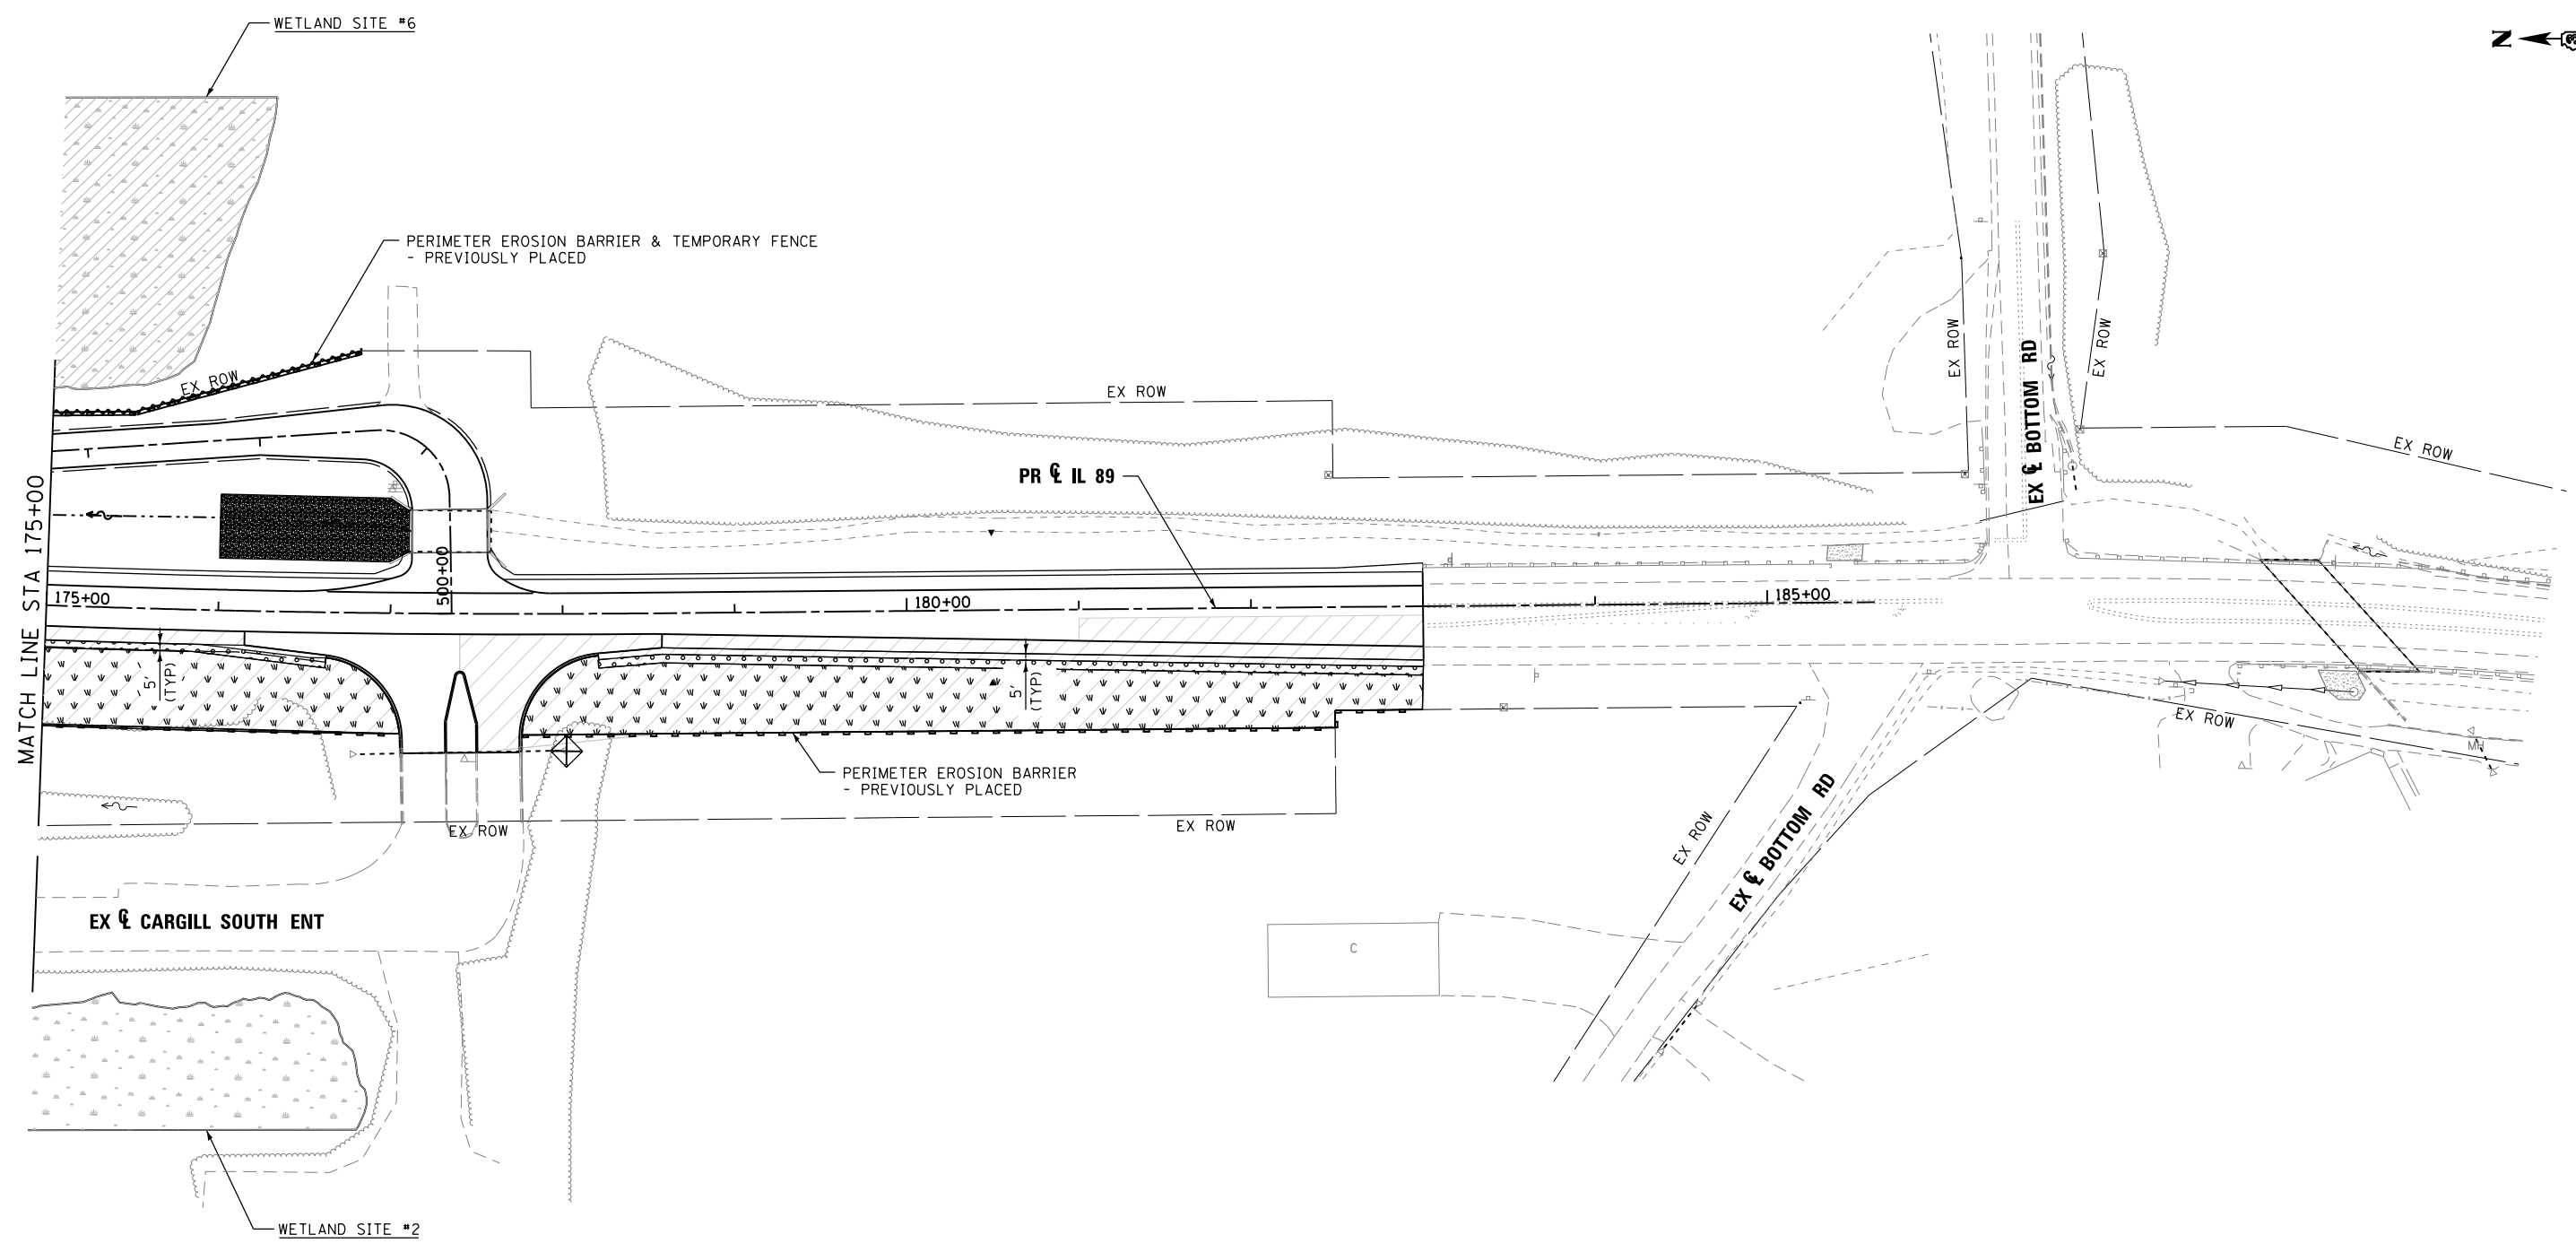 WETLAND SITE #6
N
PERIMETER EROSION BARRIER & TEMPORARY FENCE
- PREVIOUSLY PLACED
EX ROW
EX ROW
EX ROW
EX ROW
EX ℄ BOTTOM RD
EX ROW
PR ℄ IL 89
MATCH LINE STA 175+00
500+00
175+00
180+00
185+00
5'
(TYP)
5'
(TYP)
EX ROW
MH
PERIMETER EROSION BARRIER
- PREVIOUSLY PLACED
EX ROW
EX ROW
EX ROW
EX ℄ BOTTOM RD
EX ℄ CARGILL SOUTH ENT
C
WETLAND SITE #2